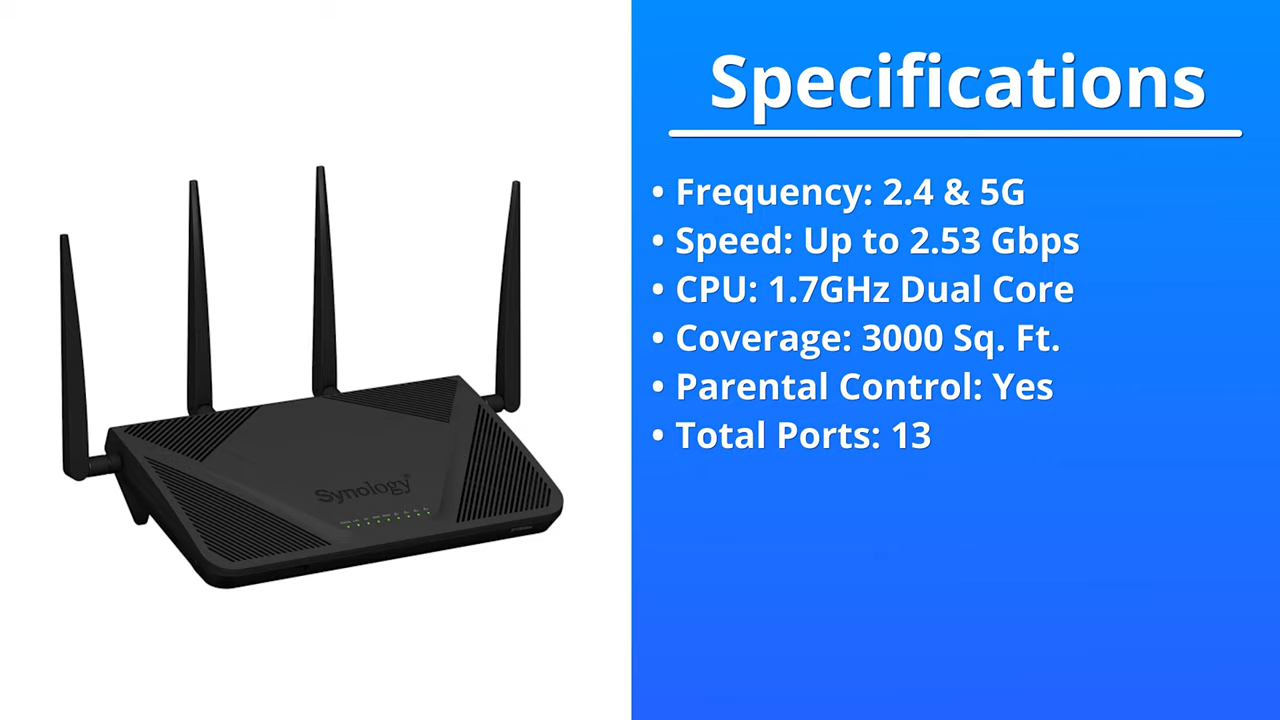 Specifications
• Frequency: 2.4 & 5G
• Speed: Up to 2.53 Gbps
• CPU: 1.7GHz Dual Core
• Coverage: 3000 Sq. Ft.
• Parental Control: Yes
• Total Ports: 13
Synology